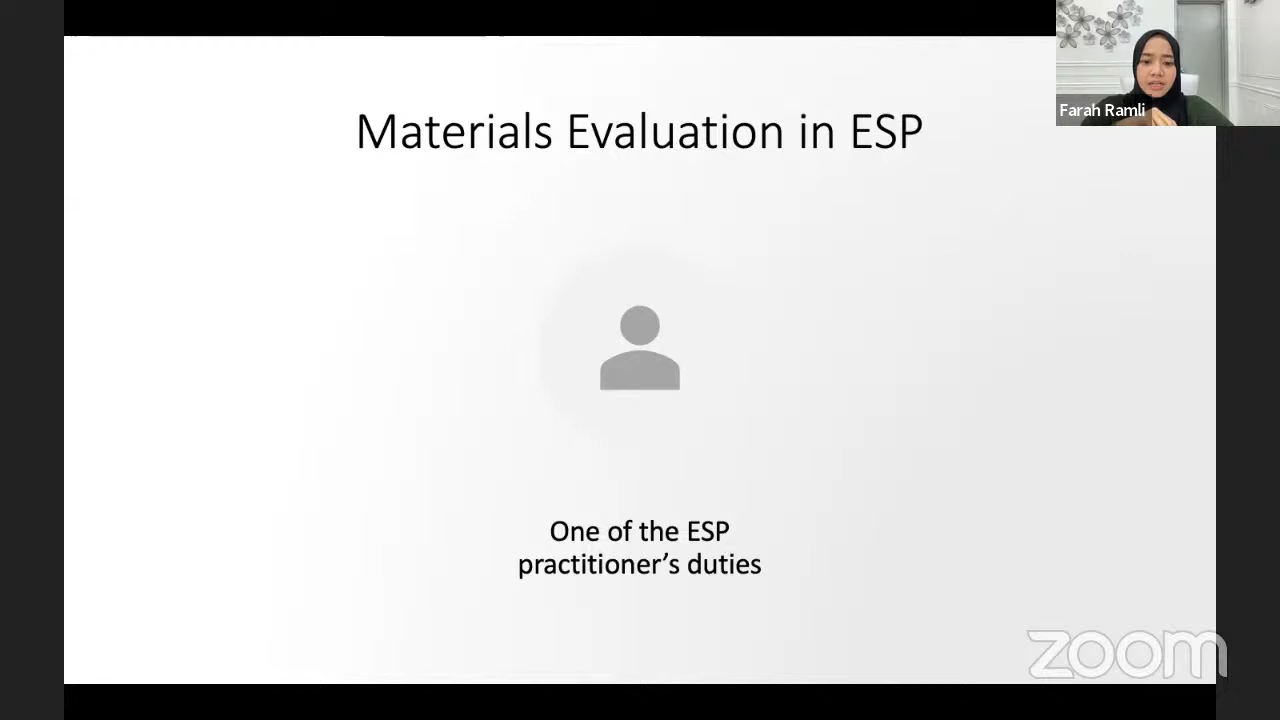 Farah Ramli
Materials Evaluation in ESP
One of the ESP
practitioner’s duties
zoom